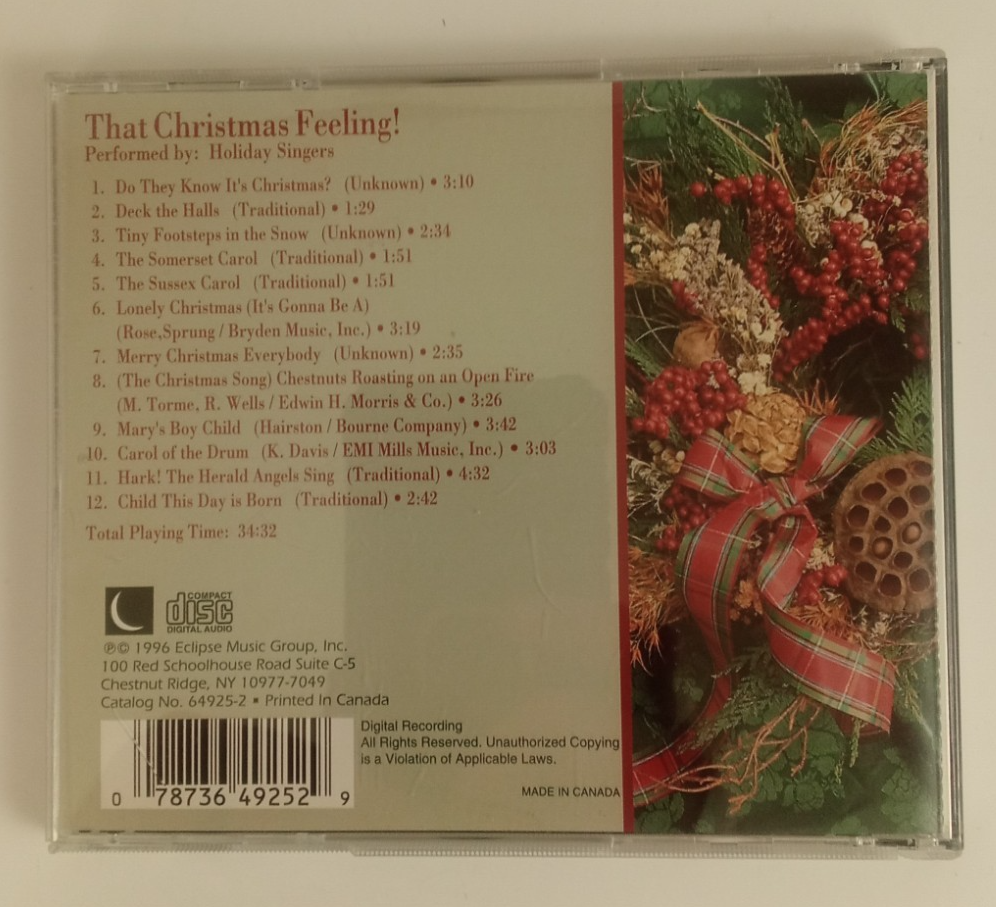 That Christmas Feeling!
Performed by: Holiday Singers
1. Do They Know It's Christmas? (Unknown) • 3:10
2. Deck the Halls (Traditional) • 1:29
3. Tiny Footsteps in the Snow (Unknown) • 2:34
4. The Somerset Carol (Traditional) • 1:51
5. The Sussex Carol (Traditional) • 1:51
6. Lonely Christmas (It's Gonna Be A)
(Rose,Sprung / Bryden Music, Inc.) • 3:19
7. Merry Christmas Everybody (Unknown) • 2:35
8. (The Christmas Song) Chestnuts Roasting on an Open Fire
(M. Torme, R. Wells / Edwin H. Morris & Co.) • 3:26
9. Mary's Boy Child (Hairston / Bourne Company) • 3:42
10. Carol of the Drum (K. Davis / EMI Mills Music, Inc.) • 3:03
11. Hark! The Herald Angels Sing (Traditional) • 4:32
12. Child This Day is Born (Traditional) • 2:42
Total Playing Time: 34:32
COMPACT
disc
DIGITAL AUDIO
℗© 1996 Eclipse Music Group, Inc.
100 Red Schoolhouse Road Suite C-5
Chestnut Ridge, NY 10977-7049
Catalog No. 64925-2 ▪ Printed In Canada
Digital Recording
All Rights Reserved. Unauthorized Copying
is a Violation of Applicable Laws.
MADE IN CANADA
0 78736 49252 9